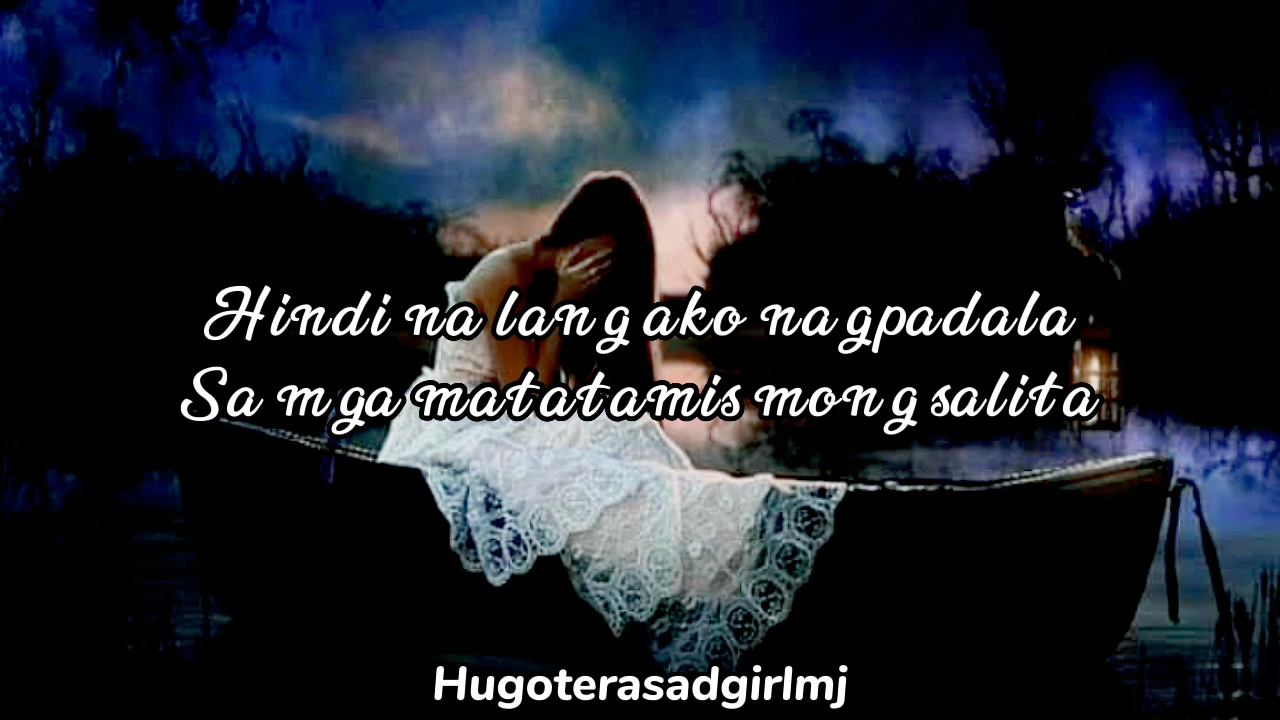 Hindi na lang ako nagpadala
Sa mga matatamis mong salita
Hugoterasadgirlmj